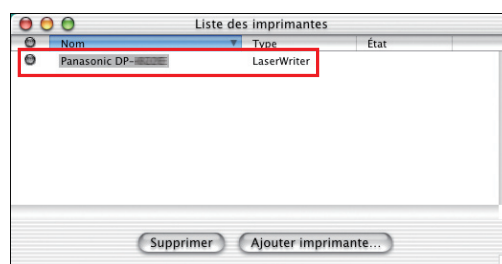 Liste des imprimantes
Nom Type État
Panasonic DP- LaserWriter
Supprimer Ajouter imprimante...